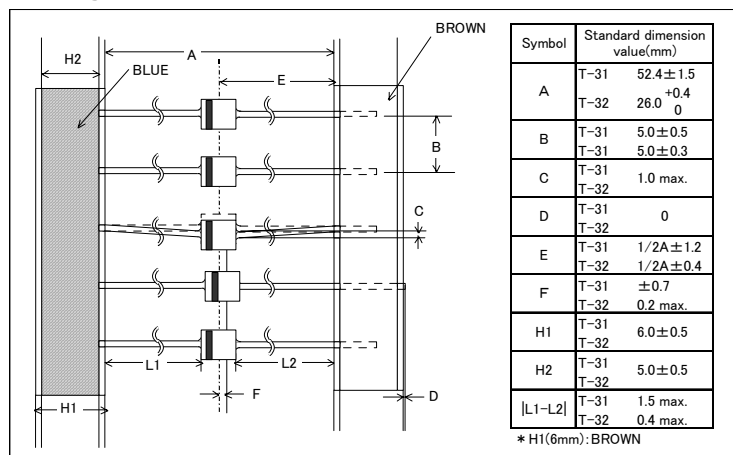 BROWN
A
H2
BLUE
E
B
C
L1
L2
F
D
H1
Symbol Standard dimension
value(mm)
A T-31 52.4±1.5
T-32 26.0 +0.4
0
B T-31 5.0±0.5
T-31 5.0±0.3
C T-31 1.0 max.
T-32
D T-31 0
T-32
E T-31 1/2A±1.2
T-32 1/2A±0.4
F T-31 ±0.7
T-32 0.2 max.
H1 T-31 6.0±0.5
T-32
H2 T-31 5.0±0.5
T-32
|L1-L2| T-31 1.5 max.
T-32 0.4 max.
* H1(6mm):BROWN